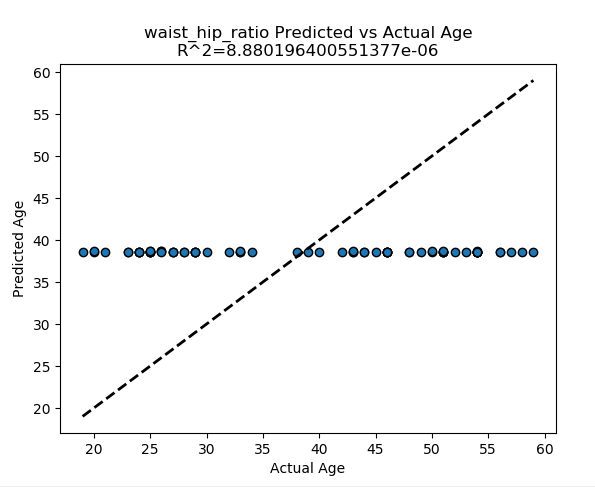 waist_hip_ratio Predicted vs Actual Age
R^2=8.880196400551377e-06
60
55
50
45
40
35
30
25
20
Predicted Age
20 25 30 35 40 45 50 55 60
Actual Age